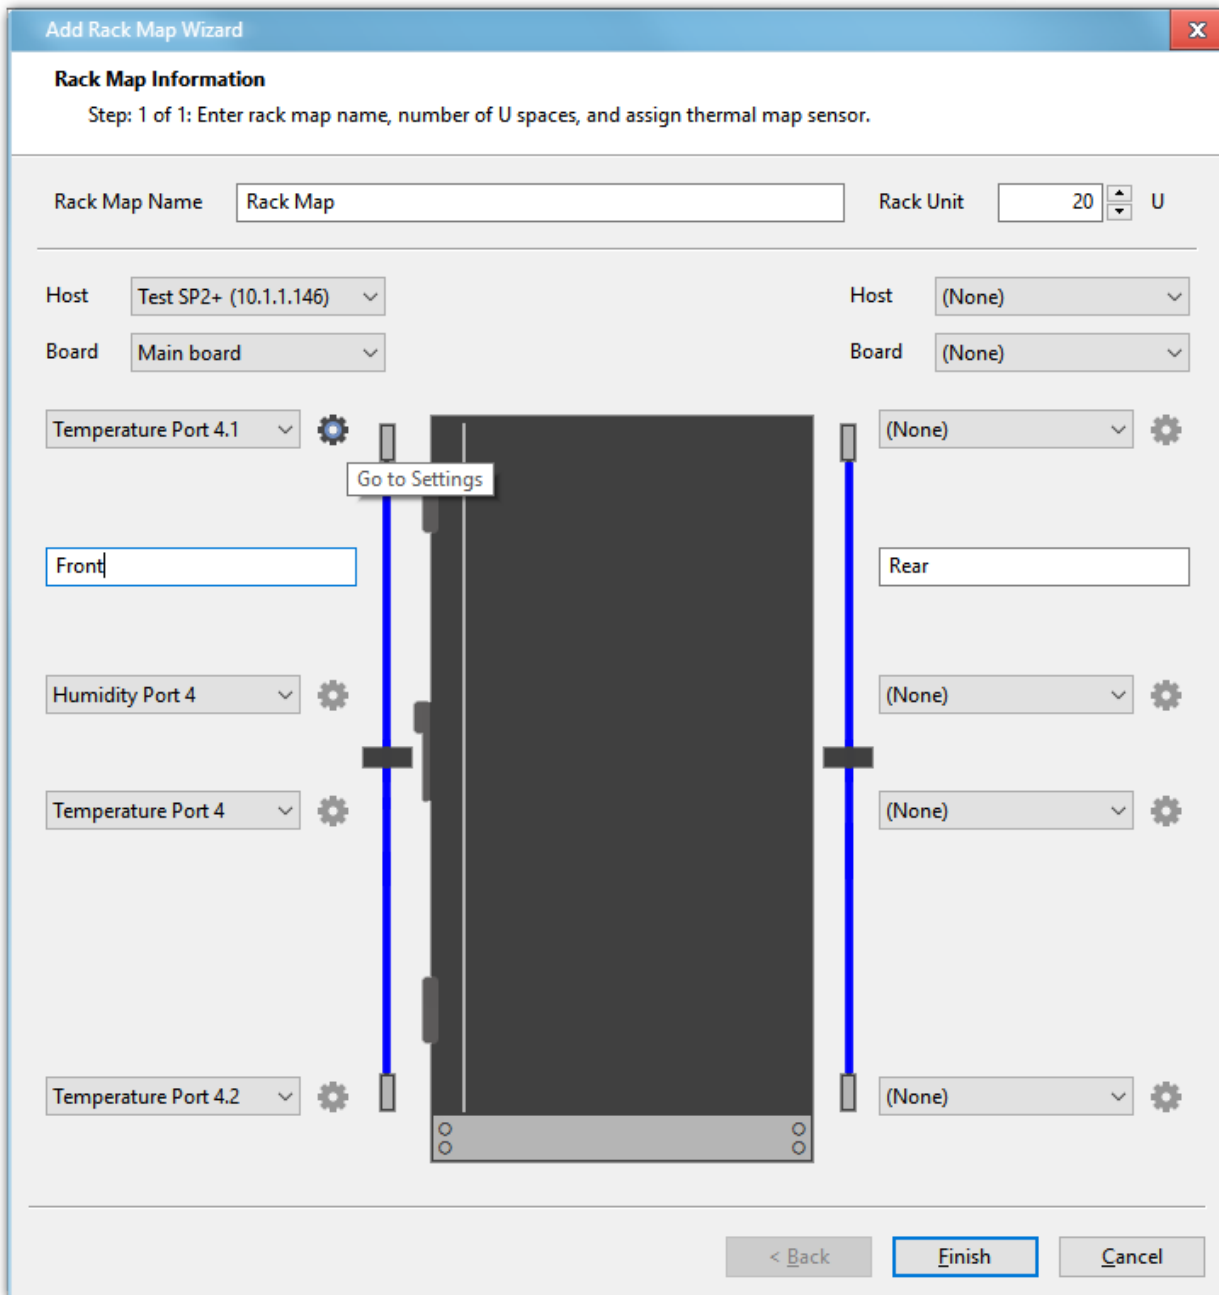 Add Rack Map Wizard
X
Rack Map Information
Step: 1 of 1: Enter rack map name, number of U spaces, and assign thermal map sensor.
Rack Map Name Rack Map Rack Unit 20 U
Host Test SP2+ (10.1.1.146) Host (None)
Board Main board Board (None)
Temperature Port 4.1 (None)
Go to Settings
Front Rear
Humidity Port 4 (None)
Temperature Port 4 (None)
Temperature Port 4.2 (None)
< Back Finish Cancel